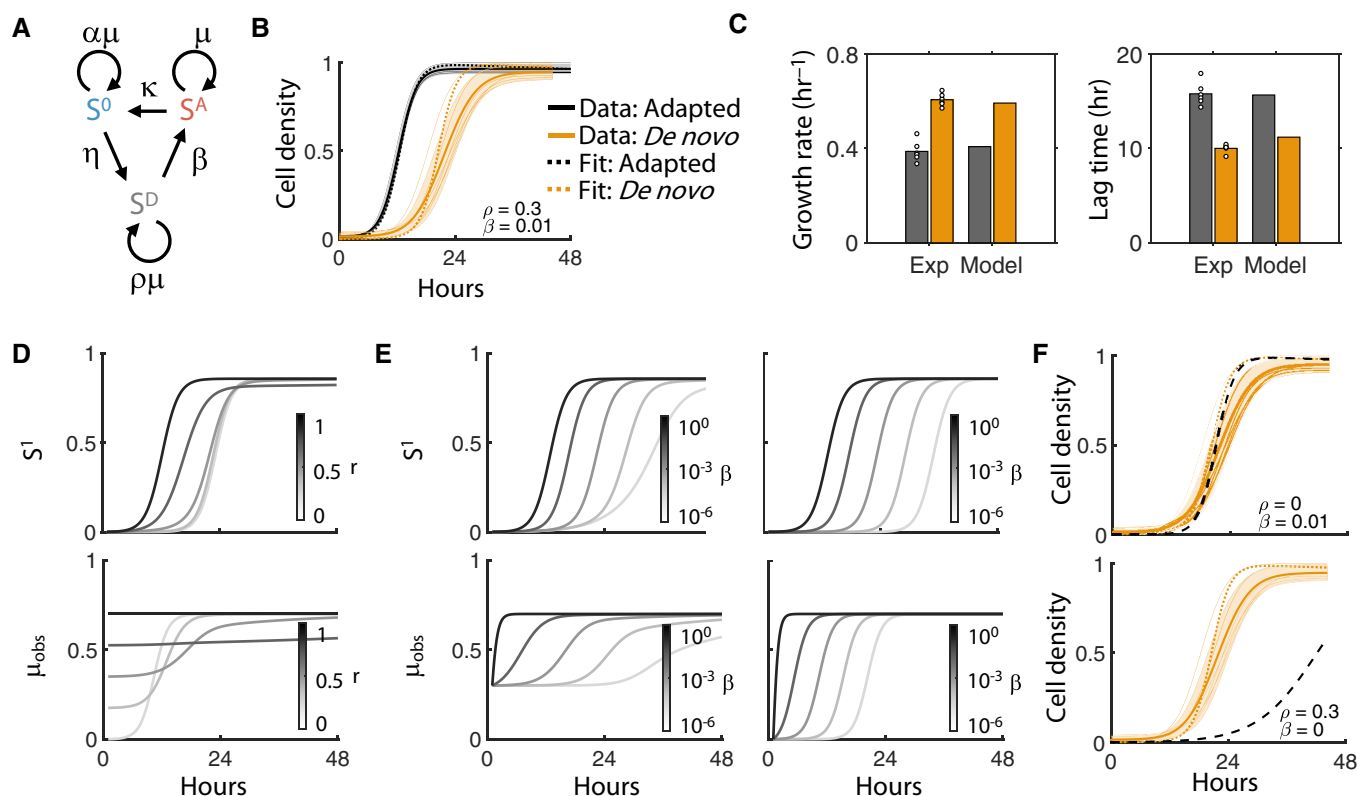 A
αμ
μ
κ
S⁰
Sᴬ
η
β
Sᴰ
ρμ
B
1
0.5
0
Cell density
0
24
48
Hours
ρ = 0.3
β = 0.01
Data: Adapted
Data: De novo
Fit: Adapted
Fit: De novo
C
Growth rate (hr⁻¹)
0.8
0.4
0
Exp Model
Lag time (hr)
20
10
0
Exp Model
D
S¹
1
0.5
0
1
0.5 r
0
μobs
1
0.5
0
1
0.5 r
0
0
24
48
Hours
E
S¹
1
0.5
0
10⁰
10⁻³ β
10⁻⁶
10⁰
10⁻³ β
10⁻⁶
μobs
1
0.5
0
10⁰
10⁻³ β
10⁻⁶
10⁰
10⁻³ β
10⁻⁶
0
24
48
Hours
0
24
48
Hours
F
Cell density
1
0.5
0
ρ = 0
β = 0.01
Cell density
1
0.5
0
ρ = 0.3
β = 0
0
24
48
Hours